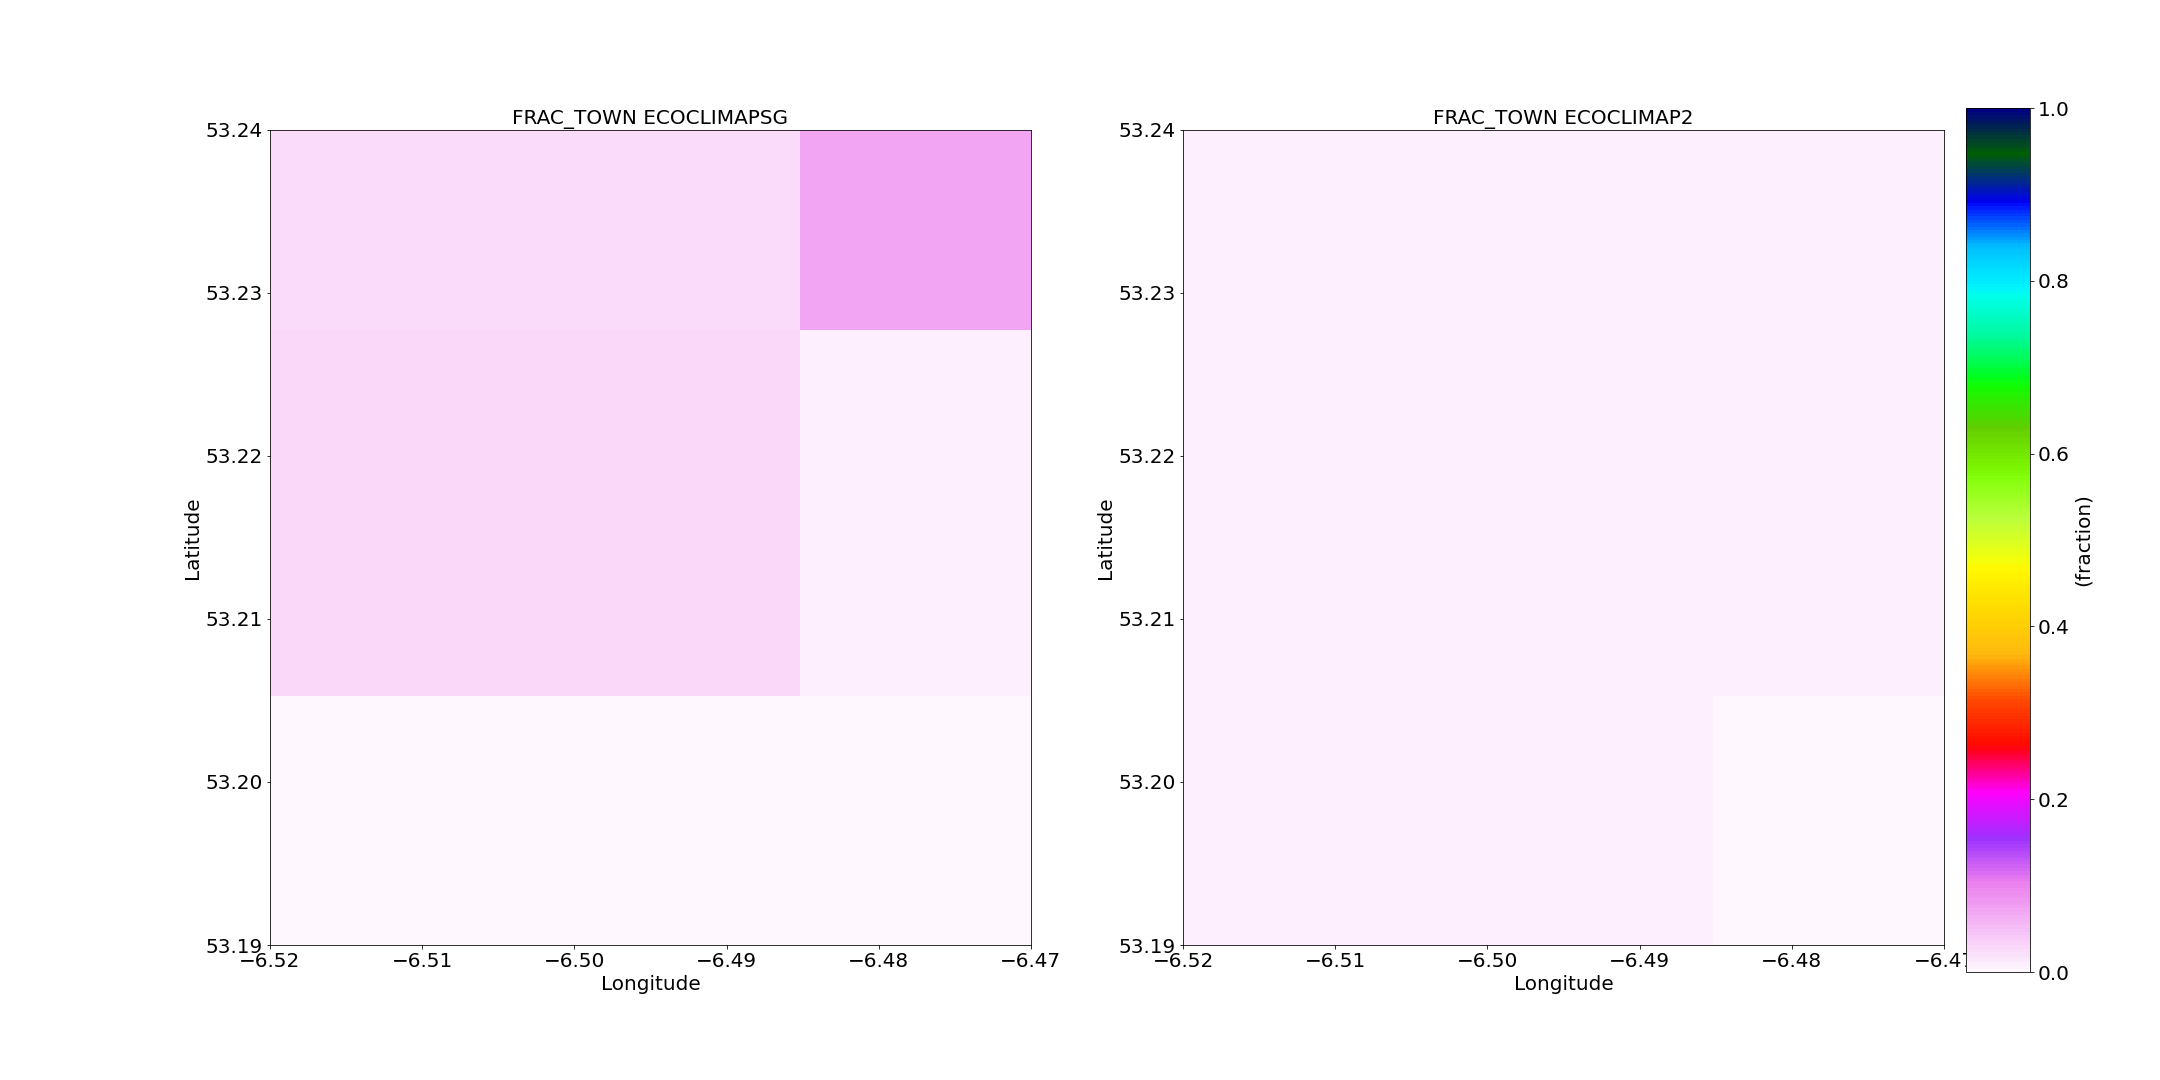 FRAC_TOWN ECOCLIMAPSG
53.24
53.23
53.22
53.21
53.20
53.19
Latitude
−6.52 −6.51 −6.50 −6.49 −6.48 −6.47
Longitude
FRAC_TOWN ECOCLIMAP2
53.24
53.23
53.22
53.21
53.20
53.19
Latitude
−6.52 −6.51 −6.50 −6.49 −6.48
Longitude
1.0
0.8
0.6
0.4
0.2
0.0
(fraction)